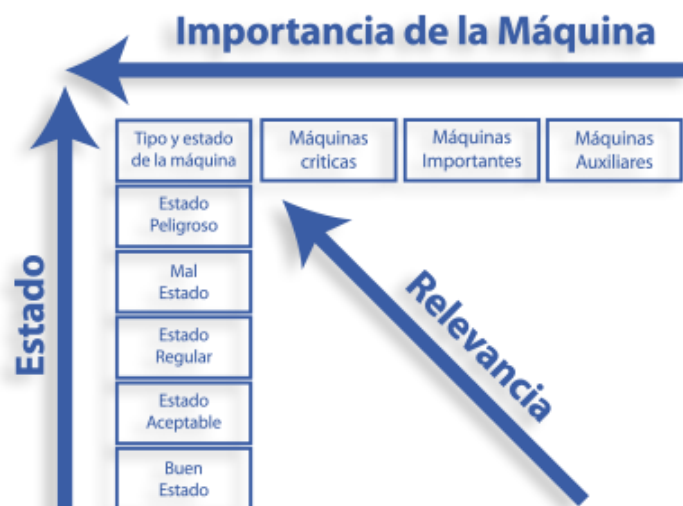 Importancia de la Máquina
Tipo y estado
de la máquina
Máquinas
criticas
Máquinas
Importantes
Máquinas
Auxiliares
Estado
Peligroso
Mal
Estado
Estado
Regular
Estado
Aceptable
Buen
Estado
Estado
Relevancia